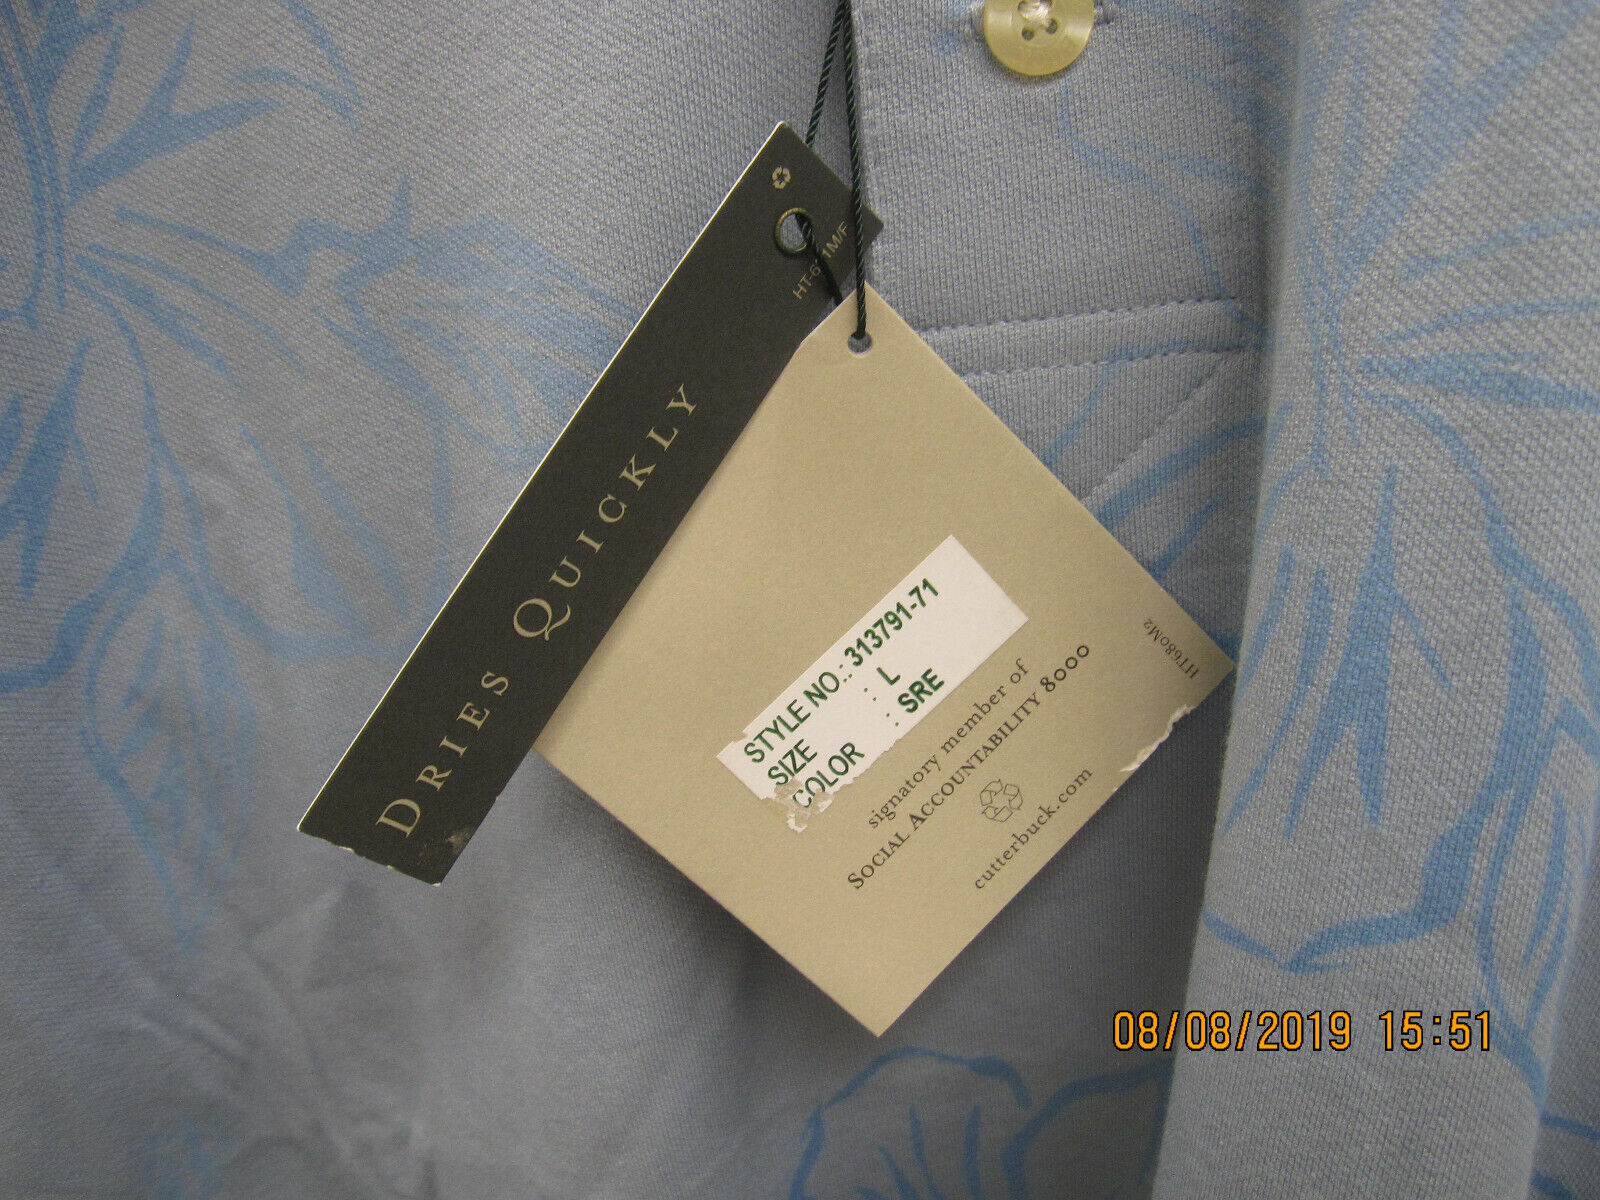 DRIES QUICKLY
STYLE NO.: 313791-71
SIZE : L
COLOR : SRE
signatory member of
SOCIAL ACCOUNTABILITY 8000
cutterbuck.com
HT680M2
08/08/2019 15:51